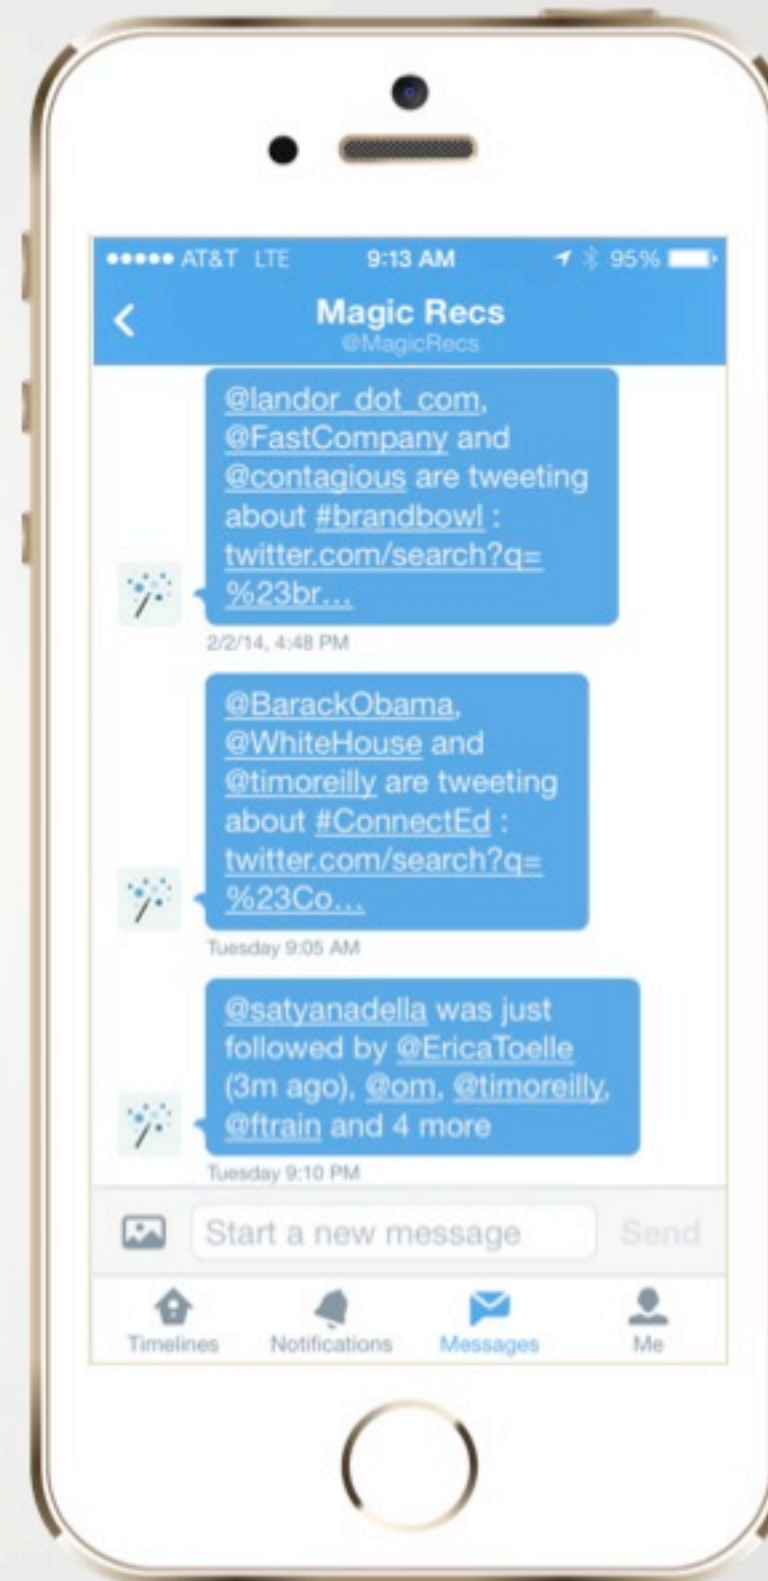 AT&T LTE 9:13 AM 95%
Magic Recs
@MagicRecs
@landor_dot_com,
@FastCompany and
@contagious are tweeting
about #brandbowl :
twitter.com/search?q=
%23br...
2/2/14, 4:48 PM
@BarackObama,
@WhiteHouse and
@timoreilly are tweeting
about #ConnectEd :
twitter.com/search?q=
%23Co...
Tuesday 9:05 AM
@satyanadella was just
followed by @EricaToelle
(3m ago), @om, @timoreilly,
@ftrain and 4 more
Tuesday 9:10 PM
Start a new message Send
Timelines Notifications Messages Me